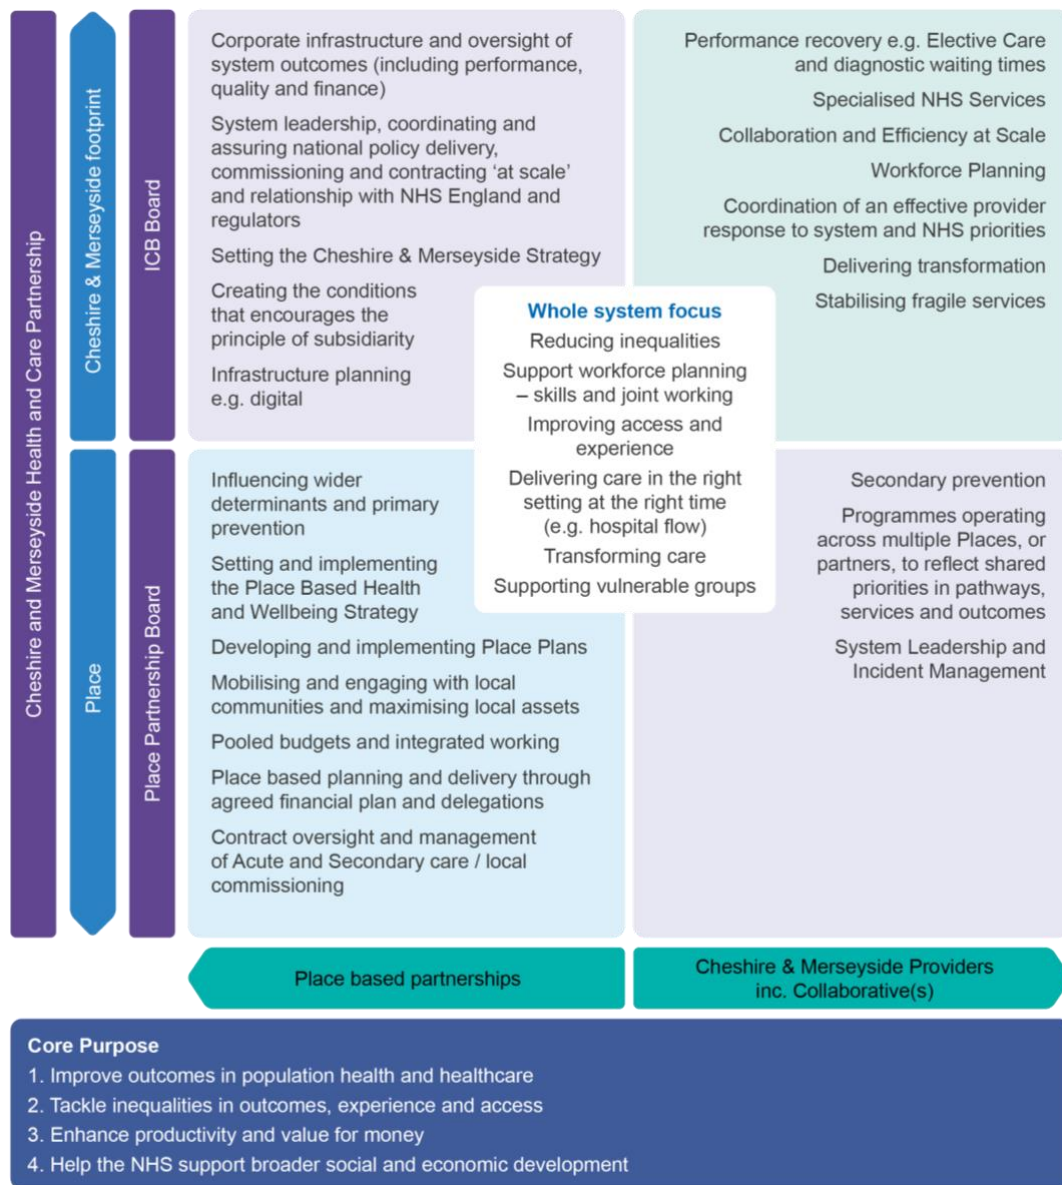 Cheshire and Merseyside Health and Care Partnership
Cheshire & Merseyside footprint
Place
ICB Board
Place Partnership Board
Corporate infrastructure and oversight of
system outcomes (including performance,
quality and finance)
System leadership, coordinating and
assuring national policy delivery,
commissioning and contracting ‘at scale’
and relationship with NHS England and
regulators
Setting the Cheshire & Merseyside Strategy
Creating the conditions
that encourages the
principle of subsidiarity
Infrastructure planning
e.g. digital
Performance recovery e.g. Elective Care
and diagnostic waiting times
Specialised NHS Services
Collaboration and Efficiency at Scale
Workforce Planning
Coordination of an effective provider
response to system and NHS priorities
Delivering transformation
Stabilising fragile services
Whole system focus
Reducing inequalities
Support workforce planning
– skills and joint working
Improving access and
experience
Delivering care in the right
setting at the right time
(e.g. hospital flow)
Transforming care
Supporting vulnerable groups
Influencing wider
determinants and primary
prevention
Setting and implementing
the Place Based Health
and Wellbeing Strategy
Developing and implementing Place Plans
Mobilising and engaging with local
communities and maximising local assets
Pooled budgets and integrated working
Place based planning and delivery through
agreed financial plan and delegations
Contract oversight and management
of Acute and Secondary care / local
commissioning
Secondary prevention
Programmes operating
across multiple Places, or
partners, to reflect shared
priorities in pathways,
services and outcomes
System Leadership and
Incident Management
Place based partnerships
Cheshire & Merseyside Providers
inc. Collaborative(s)
Core Purpose
1. Improve outcomes in population health and healthcare
2. Tackle inequalities in outcomes, experience and access
3. Enhance productivity and value for money
4. Help the NHS support broader social and economic development